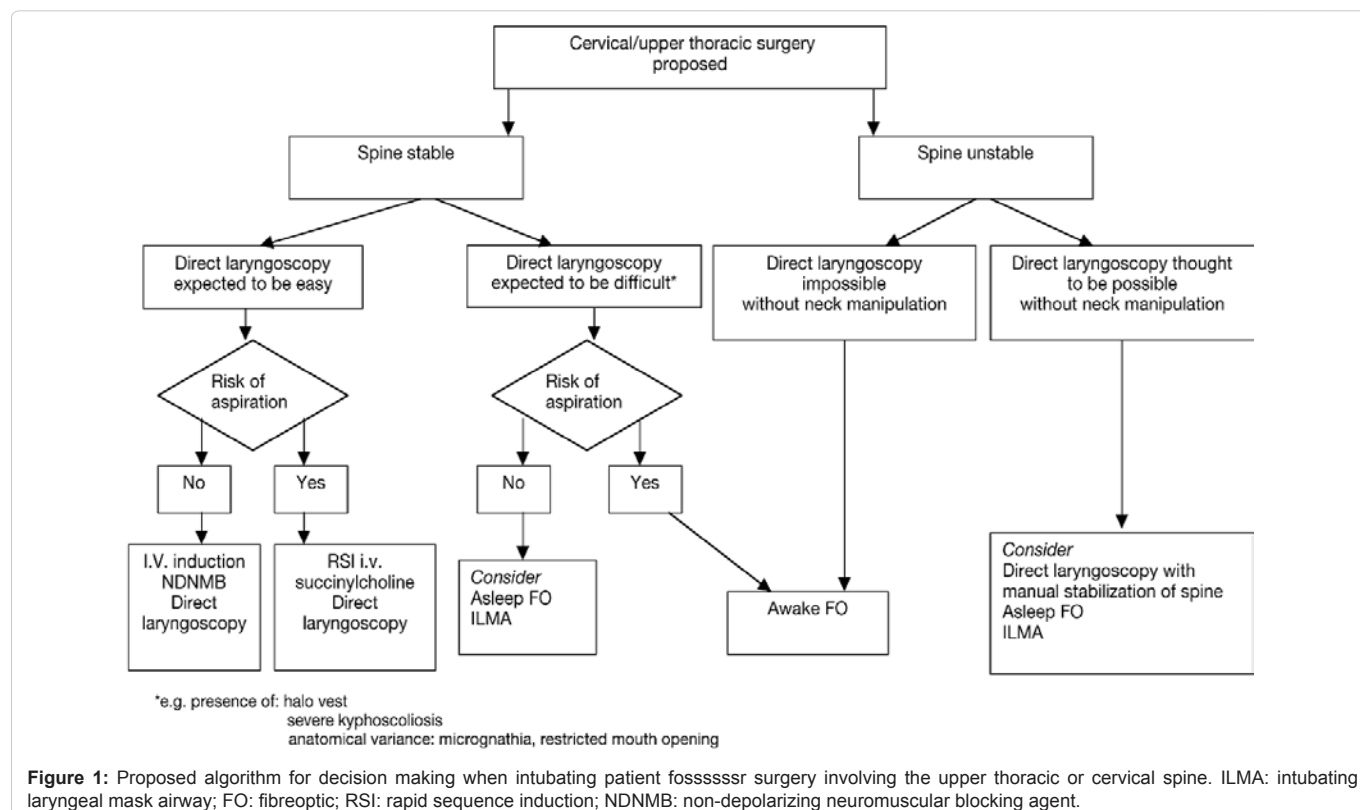 Cervical/upper thoracic surgery
proposed
Spine stable
Spine unstable
Direct laryngoscopy
expected to be easy
Direct laryngoscopy
expected to be difficult*
Direct laryngoscopy
impossible
without neck manipulation
Direct laryngoscopy thought
to be possible
without neck manipulation
Risk of
aspiration
Risk of
aspiration
No
Yes
No
Yes
I.V. induction
NDNMB
Direct
laryngoscopy
RSI i.v.
succinylcholine
Direct
laryngoscopy
Consider
Asleep FO
ILMA
Awake FO
Consider
Direct laryngoscopy with
manual stabilization of spine
Asleep FO
ILMA
*e.g. presence of: halo vest
severe kyphoscoliosis
anatomical variance: micrognathia, restricted mouth opening
Figure 1: Proposed algorithm for decision making when intubating patient fossssssr surgery involving the upper thoracic or cervical spine. ILMA: intubating
laryngeal mask airway; FO: fibreoptic; RSI: rapid sequence induction; NDNMB: non-depolarizing neuromuscular blocking agent.